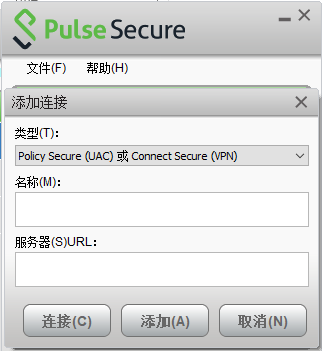 Pulse Secure
文件(F) 帮助(H)
添加连接
类型(T):
Policy Secure (UAC) 或 Connect Secure (VPN)
名称(M):
服务器(S)URL:
连接(C) 添加(A) 取消(N)